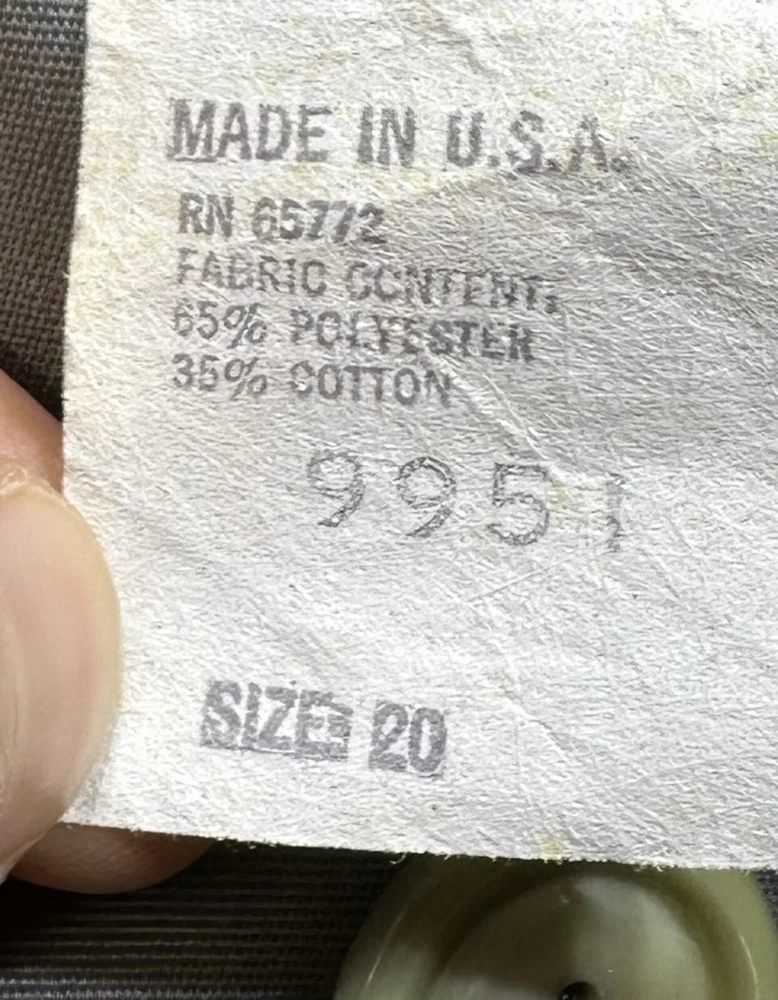 MADE IN U.S.A.
RN 65772
FABRIC CONTENT:
65% POLYESTER
35% COTTON
9951
SIZE: 20